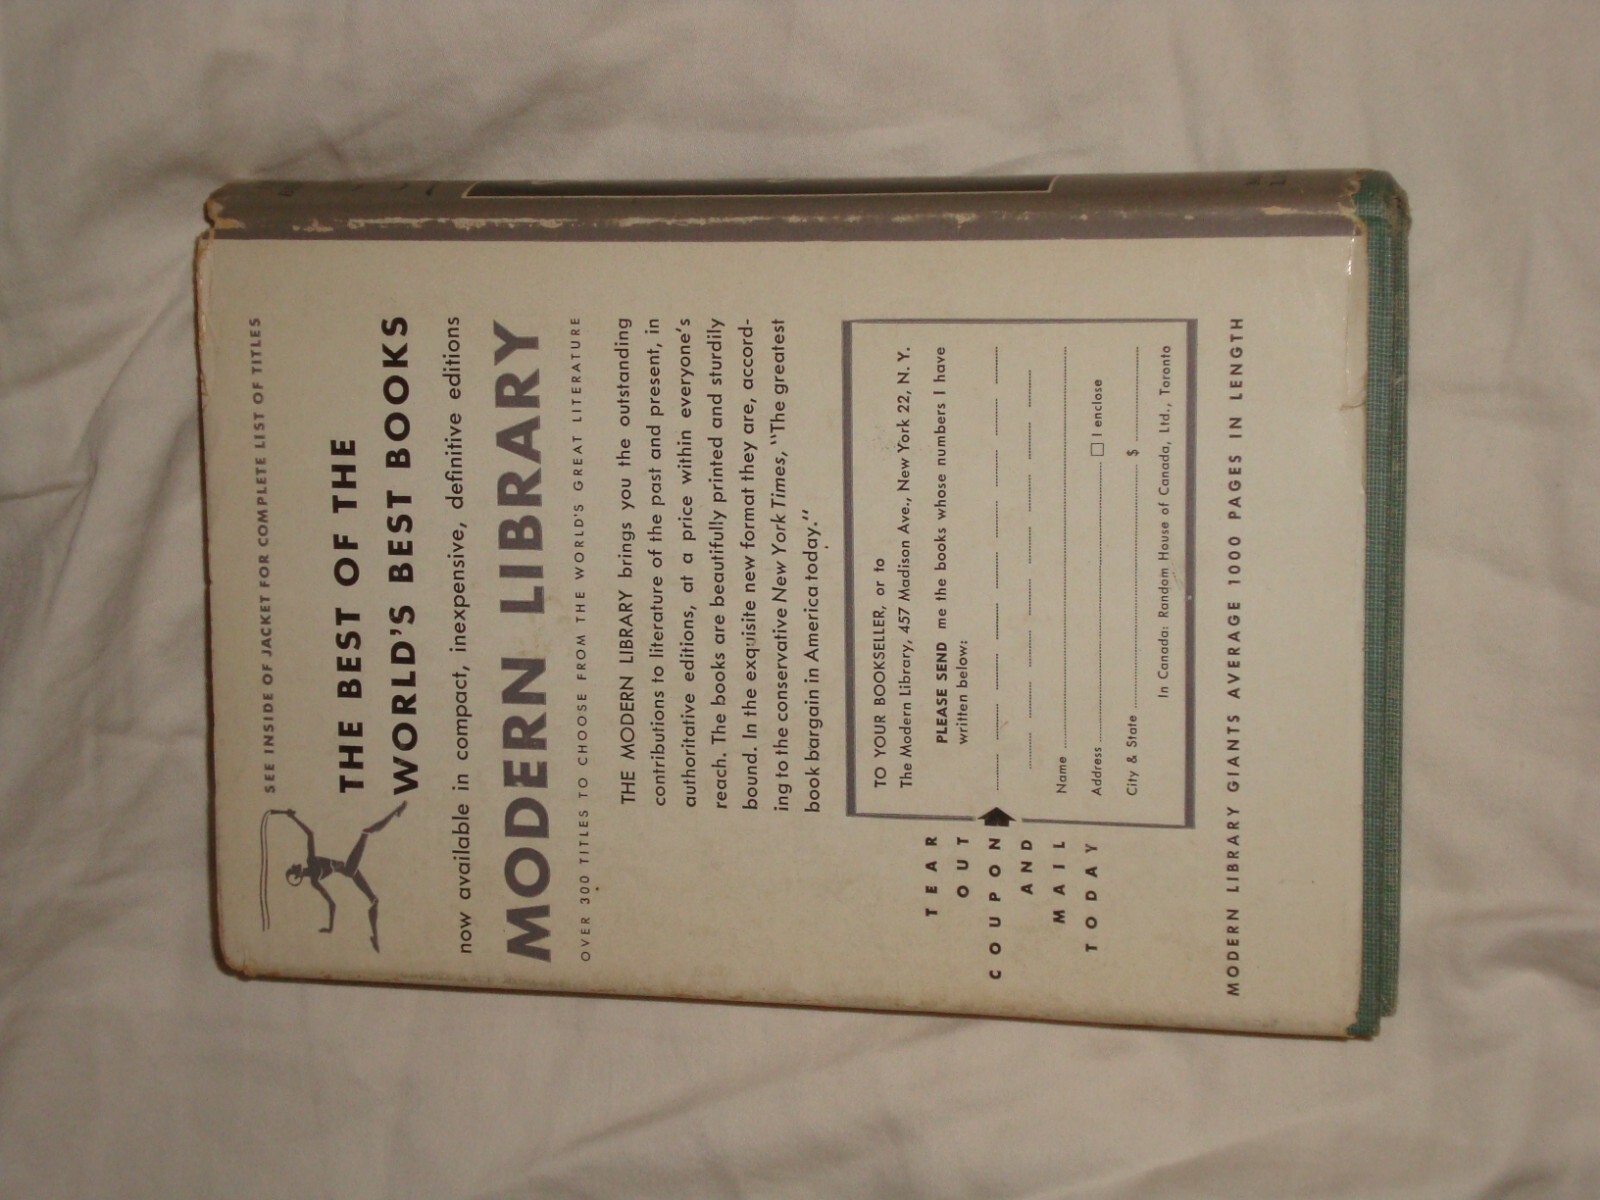 SEE INSIDE OF JACKET FOR COMPLETE LIST OF TITLES
THE BEST OF THE
WORLD'S BEST BOOKS
now available in compact, inexpensive, definitive editions
MODERN LIBRARY
OVER 300 TITLES TO CHOOSE FROM THE WORLD'S GREAT LITERATURE
THE MODERN LIBRARY brings you the outstanding
contributions to literature of the past and present, in
authoritative editions, at a price within everyone's
reach. The books are beautifully printed and sturdily
bound. In the exquisite new format they are, accord-
ing to the conservative New York Times, "The greatest
book bargain in America today."
TEAR
OUT
COUPON
AND
MAIL
TODAY
TO YOUR BOOKSELLER, or to
The Modern Library, 457 Madison Ave., New York 22, N. Y.
PLEASE SEND me the books whose numbers I have
written below:
Name
Address □ I enclose
City & State $
In Canada: Random House of Canada, Ltd., Toronto
MODERN LIBRARY GIANTS AVERAGE 1000 PAGES IN LENGTH